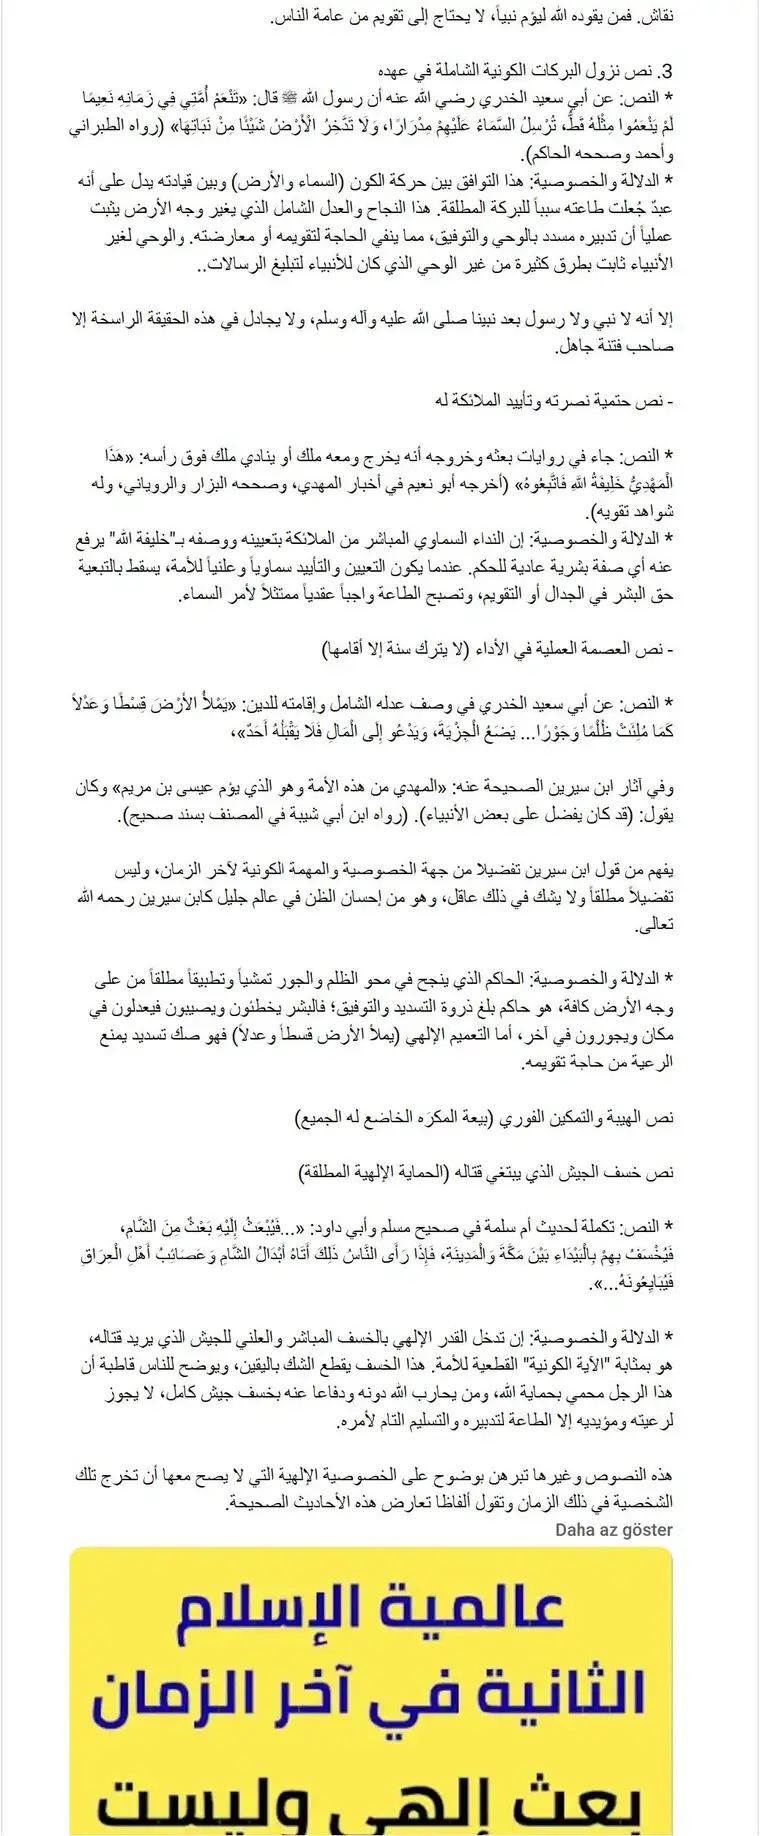 نقاش. فمن يقوده الله ليؤم نبياً، لا يحتاج إلى تقويم من عامة الناس.
3. نص نزول البركات الكونية الشاملة في عهده
* النص: عن أبي سعيد الخدري رضي الله عنه أن رسول الله ﷺ قال: «تَنْعَمُ أُمَّتِي فِي زَمَانِهِ نَعِيمًا
لَمْ يَنْعَمُوا مِثْلَهُ قَطُّ، تُرْسِلُ السَّمَاءُ عَلَيْهِمْ مِدْرَارًا، وَلَا تَدَّخِرُ الْأَرْضُ شَيْئًا مِنْ نَبَاتِهَا» (رواه الطبراني
وأحمد وصححه الحاكم).
* الدلالة والخصوصية: هذا التوافق بين حركة الكون (السماء والأرض) وبين قيادته يدل على أنه
عبدٌ جُعلت طاعته سبباً للبركة المطلقة. هذا النجاح والعدل الشامل الذي يغير وجه الأرض يثبت
عملياً أن تدبيره مسدد بالوحي والتوفيق، مما ينفي الحاجة لتقويمه أو معارضته. والوحي لغير
الأنبياء ثابت بطرق كثيرة من غير الوحي الذي كان للأنبياء لتبليغ الرسالات..
إلا أنه لا نبي ولا رسول بعد نبينا صلى الله عليه وآله وسلم، ولا يجادل في هذه الحقيقة الراسخة إلا
صاحب فتنة جاهل.
- نص حتمية نصرته وتأييد الملائكة له
* النص: جاء في روايات بعثه وخروجه أنه يخرج ومعه ملك أو ينادي ملك فوق رأسه: «هَذَا
الْمَهْدِيُّ خَلِيفَةُ اللَّهِ فَاتَّبِعُوهُ» (أخرجه أبو نعيم في أخبار المهدي، وصححه البزار والروياني، وله
شواهد تقويه).
* الدلالة والخصوصية: إن النداء السماوي المباشر من الملائكة بتعيينه ووصفه بـ"خليفة الله" يرفع
عنه أي صفة بشرية عادية للحكم. عندما يكون التعيين والتأييد سماوياً وعلنياً للأمة، يسقط بالتبعية
حق البشر في الجدال أو التقويم، وتصبح الطاعة واجباً عقدياً ممتثلاً لأمر السماء.
- نص العصمة العملية في الأداء (لا يترك سنة إلا أقامها)
* النص: عن أبي سعيد الخدري في وصف عدله الشامل وإقامته للدين: «يَمْلأُ الأَرْضَ قِسْطًا وَعَدْلاً
كَمَا مُلِئَتْ ظُلْمًا وَجَوْرًا... يَضَعُ الْجِزْيَةَ، وَيَدْعُو إِلَى الْمَالِ فَلَا يَقْبَلُهُ أَحَدٌ»،
وفي آثار ابن سيرين الصحيحة عنه: «المهدي من هذه الأمة وهو الذي يؤم عيسى بن مريم» وكان
يقول: (قد كان يفضل على بعض الأنبياء). (رواه ابن أبي شيبة في المصنف بسند صحيح).
يفهم من قول ابن سيرين تفضيلا من جهة الخصوصية والمهمة الكونية لآخر الزمان، وليس
تفضيلاً مطلقاً ولا يشك في ذلك عاقل، وهو من إحسان الظن في عالم جليل كابن سيرين رحمه الله
تعالى.
* الدلالة والخصوصية: الحاكم الذي ينجح في محو الظلم والجور تمشياً وتطبيقاً مطلقاً من على
وجه الأرض كافة، هو حاكم بلغ ذروة التسديد والتوفيق؛ فالبشر يخطئون ويصيبون فيعدلون في
مكان ويجورون في آخر، أما التعميم الإلهي (يملأ الأرض قسطاً وعدلاً) فهو صك تسديد يمنع
الرعية من حاجة تقويمه.
نص الهيبة والتمكين الفوري (بيعة المكرَه الخاضع له الجميع)
نص خسف الجيش الذي يبتغي قتاله (الحماية الإلهية المطلقة)
* النص: تكملة لحديث أم سلمة في صحيح مسلم وأبي داود: «...فَيُبْعَثُ إِلَيْهِ بَعْثٌ مِنَ الشَّامِ،
فَيُخْسَفُ بِهِمْ بِالْبَيْدَاءِ بَيْنَ مَكَّةَ وَالْمَدِينَةِ، فَإِذَا رَأَى النَّاسُ ذَلِكَ أَتَاهُ أَبْدَالُ الشَّامِ وَعَصَائِبُ أَهْلِ الْعِرَاقِ
فَيُبَايِعُونَهُ...».
* الدلالة والخصوصية: إن تدخل القدر الإلهي بالخسف المباشر والعلني للجيش الذي يريد قتاله،
هو بمثابة "الآية الكونية" القطعية للأمة. هذا الخسف يقطع الشك باليقين، ويوضح للناس قاطبة أن
هذا الرجل محمي بحماية الله، ومن يحارب الله دونه ودفاعا عنه بخسف جيش كامل، لا يجوز
لرعيته ومؤيديه إلا الطاعة لتدبيره والتسليم التام لأمره.
هذه النصوص وغيرها تبرهن بوضوح على الخصوصية الإلهية التي لا يصح معها أن تخرج تلك
الشخصية في ذلك الزمان وتقول ألفاظا تعارض هذه الأحاديث الصحيحة.
Daha az göster
عالمية الإسلام
الثانية في آخر الزمان
بعث إلهي وليست